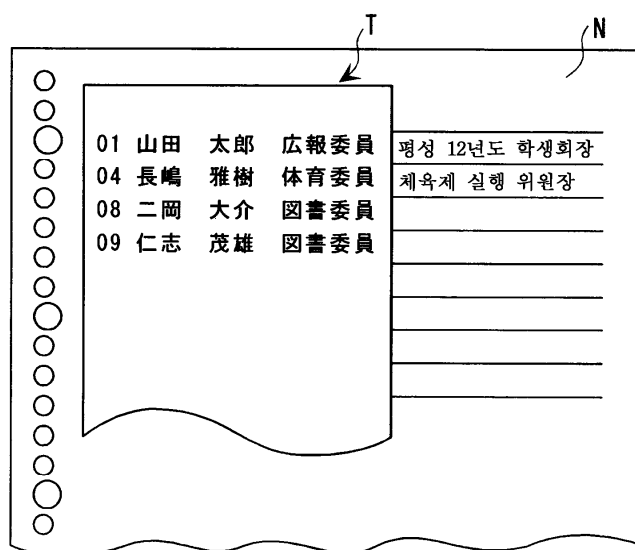 T
N
01 山田 太郎 広報委員 평성 12년도 학생회장
04 長嶋 雅樹 体育委員 체육제 실행 위원장
08 二岡 大介 図書委員
09 仁志 茂雄 図書委員